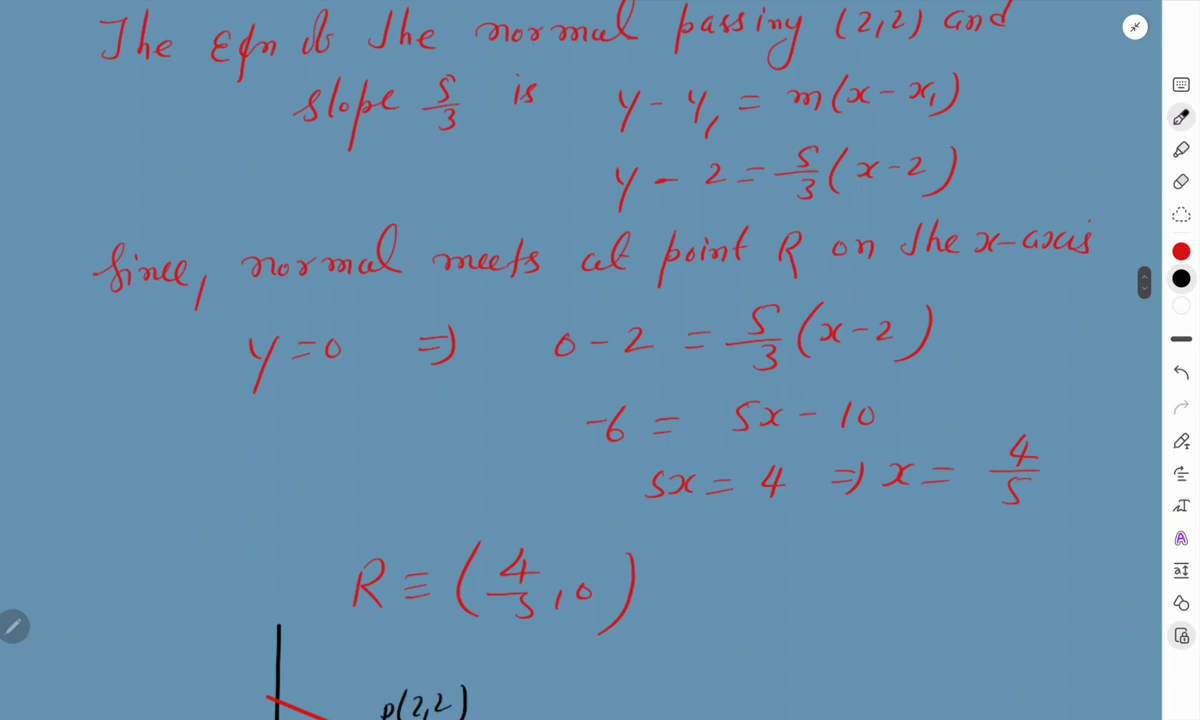 The Eqn of the normal passing (2,2) and
slope 5/3 is y - y₁ = m(x - x₁)
y - 2 = 5/3 (x - 2)
Since, normal meets at point R on the x-axis
y = 0 ⇒ 0 - 2 = 5/3 (x - 2)
-6 = 5x - 10
5x = 4 ⇒ x = 4/5
R ≡ (4/5, 0)
P(2,2)